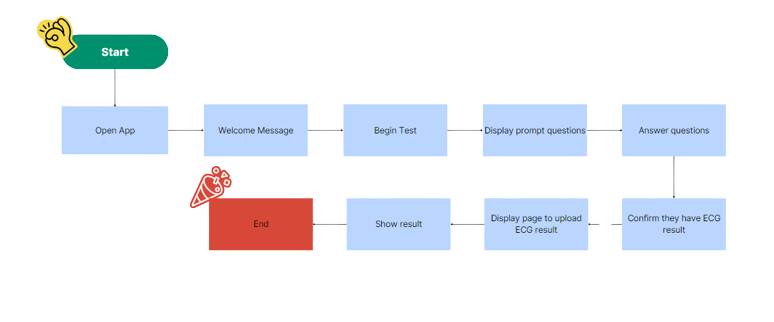 Start
Open App
Welcome Message
Begin Test
Display prompt questions
Answer questions
End
Show result
Display page to upload
ECG result
Confirm they have ECG
result